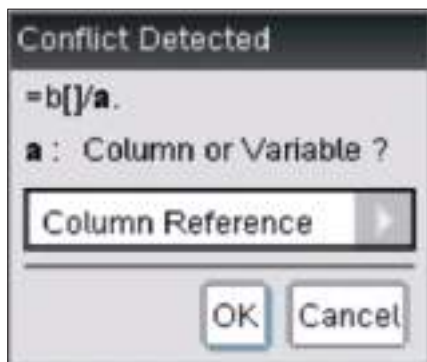 Conflict Detected
=b[]/a.
a : Column or Variable ?
Column Reference
OK Cancel